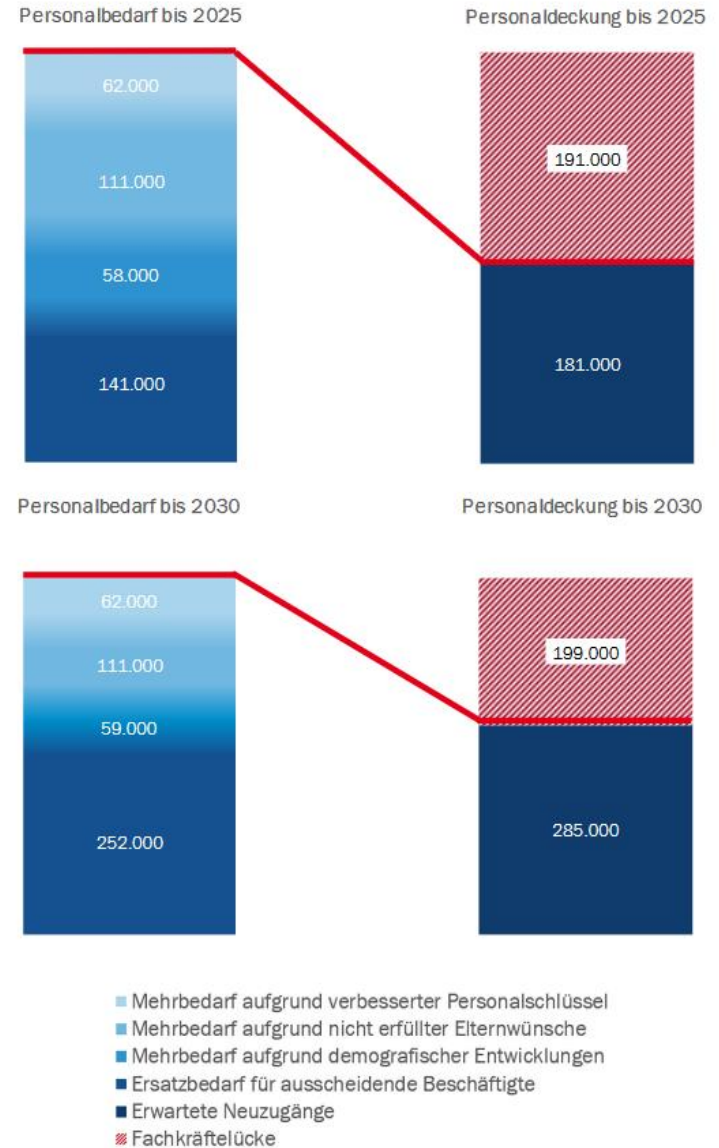 Personalbedarf bis 2025
Personaldeckung bis 2025
62.000
111.000
58.000
141.000
191.000
181.000
Personalbedarf bis 2030
Personaldeckung bis 2030
62.000
111.000
59.000
252.000
199.000
285.000
Mehrbedarf aufgrund verbesserter Personalschlüssel
Mehrbedarf aufgrund nicht erfüllter Elternwünsche
Mehrbedarf aufgrund demografischer Entwicklungen
Ersatzbedarf für ausscheidende Beschäftigte
Erwartete Neuzugänge
Fachkräftelücke